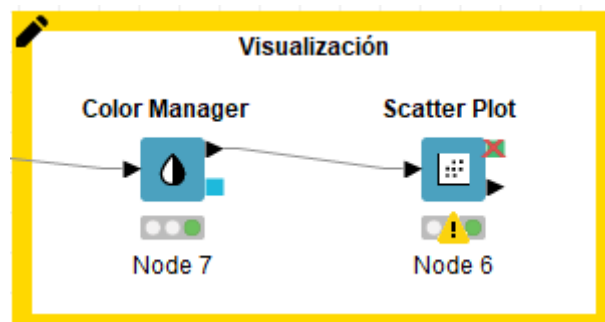 Visualización
Color Manager
Scatter Plot
Node 7
Node 6